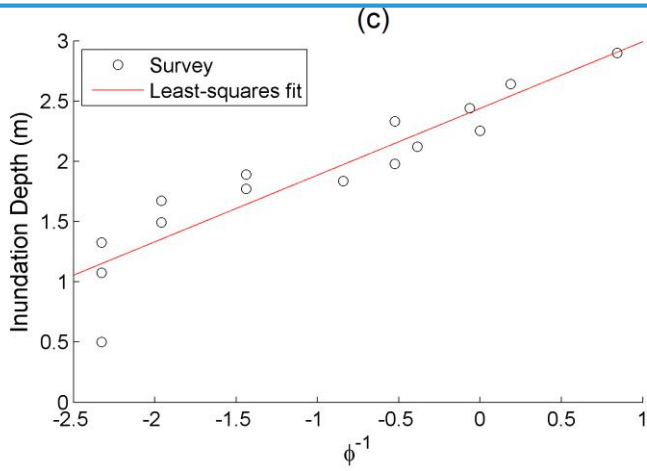 (c)
3
2.5
2
1.5
1
0.5
0
Inundation Depth (m)
Survey
Least-squares fit
-2.5 -2 -1.5 -1 -0.5 0 0.5 1
ϕ-1